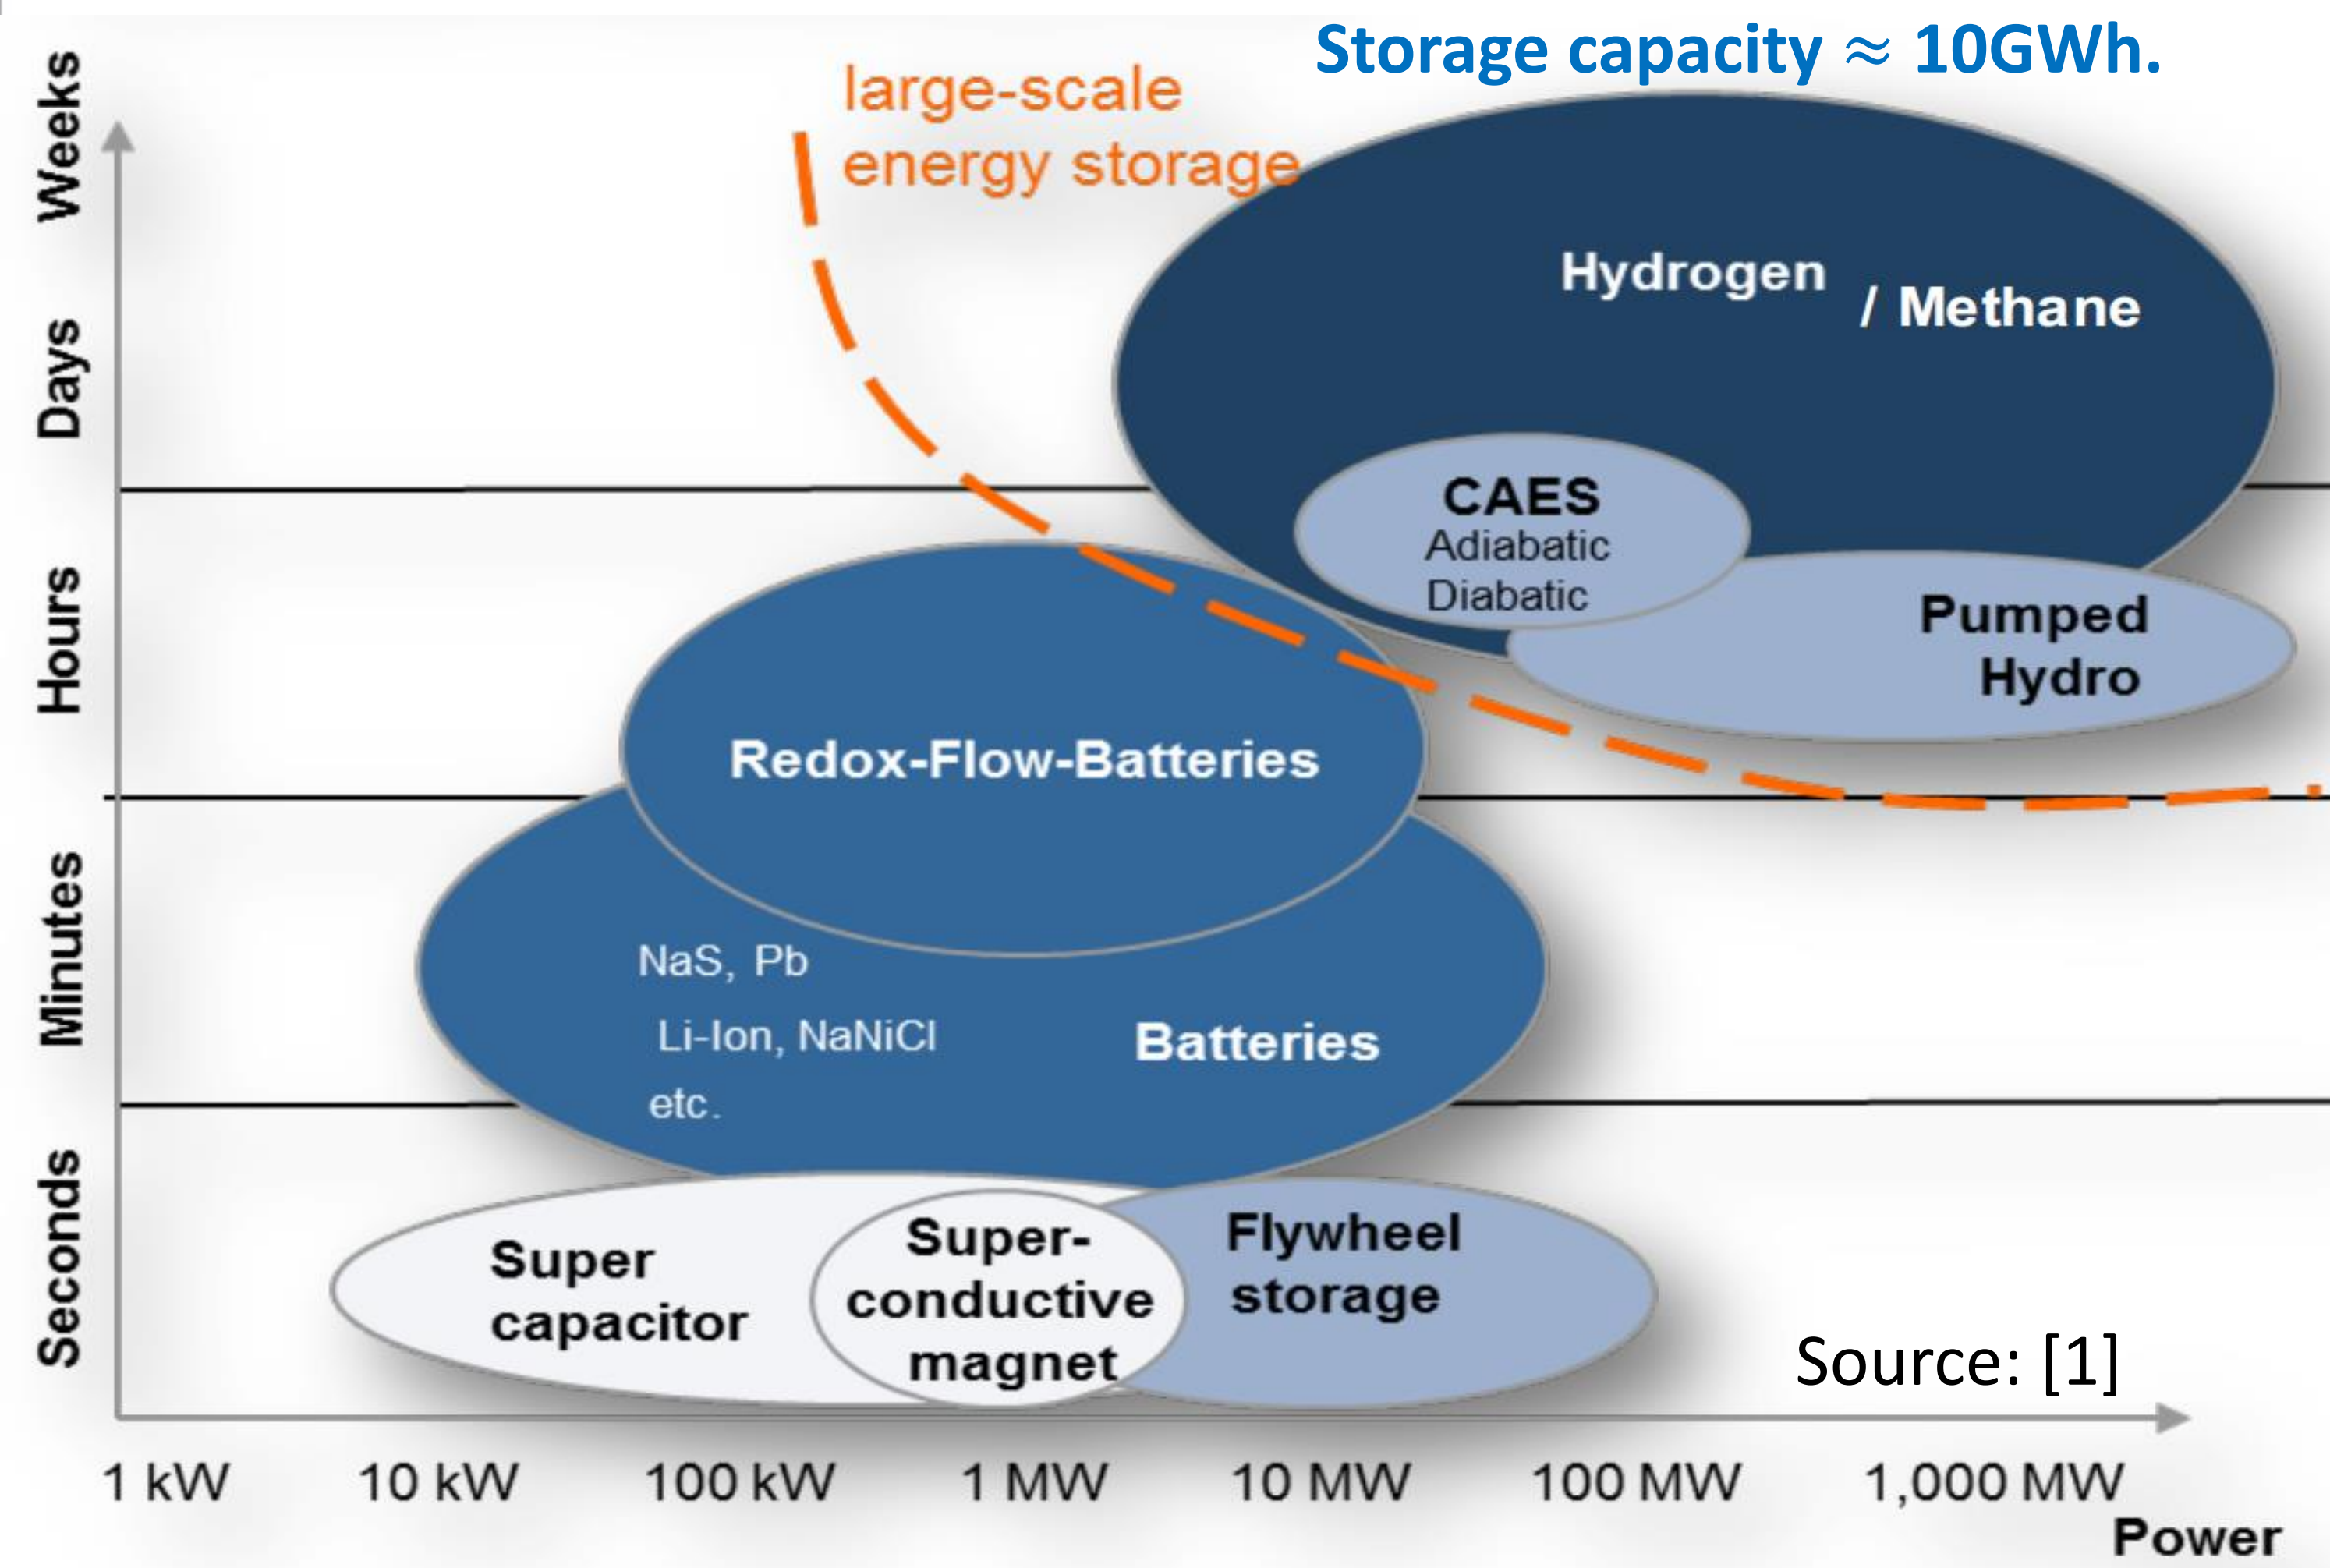 Storage capacity ≈ 10GWh.
large-scale
energy storage
Weeks
Days
Hours
Minutes
Seconds
Hydrogen
/ Methane
CAES
Adiabatic
Diabatic
Pumped
Hydro
Redox-Flow-Batteries
NaS, Pb
Li-Ion, NaNiCl
etc.
Batteries
Super
capacitor
Super-
conductive
magnet
Flywheel
storage
Source: [1]
1 kW 10 kW 100 kW 1 MW 10 MW 100 MW 1,000 MW
Power